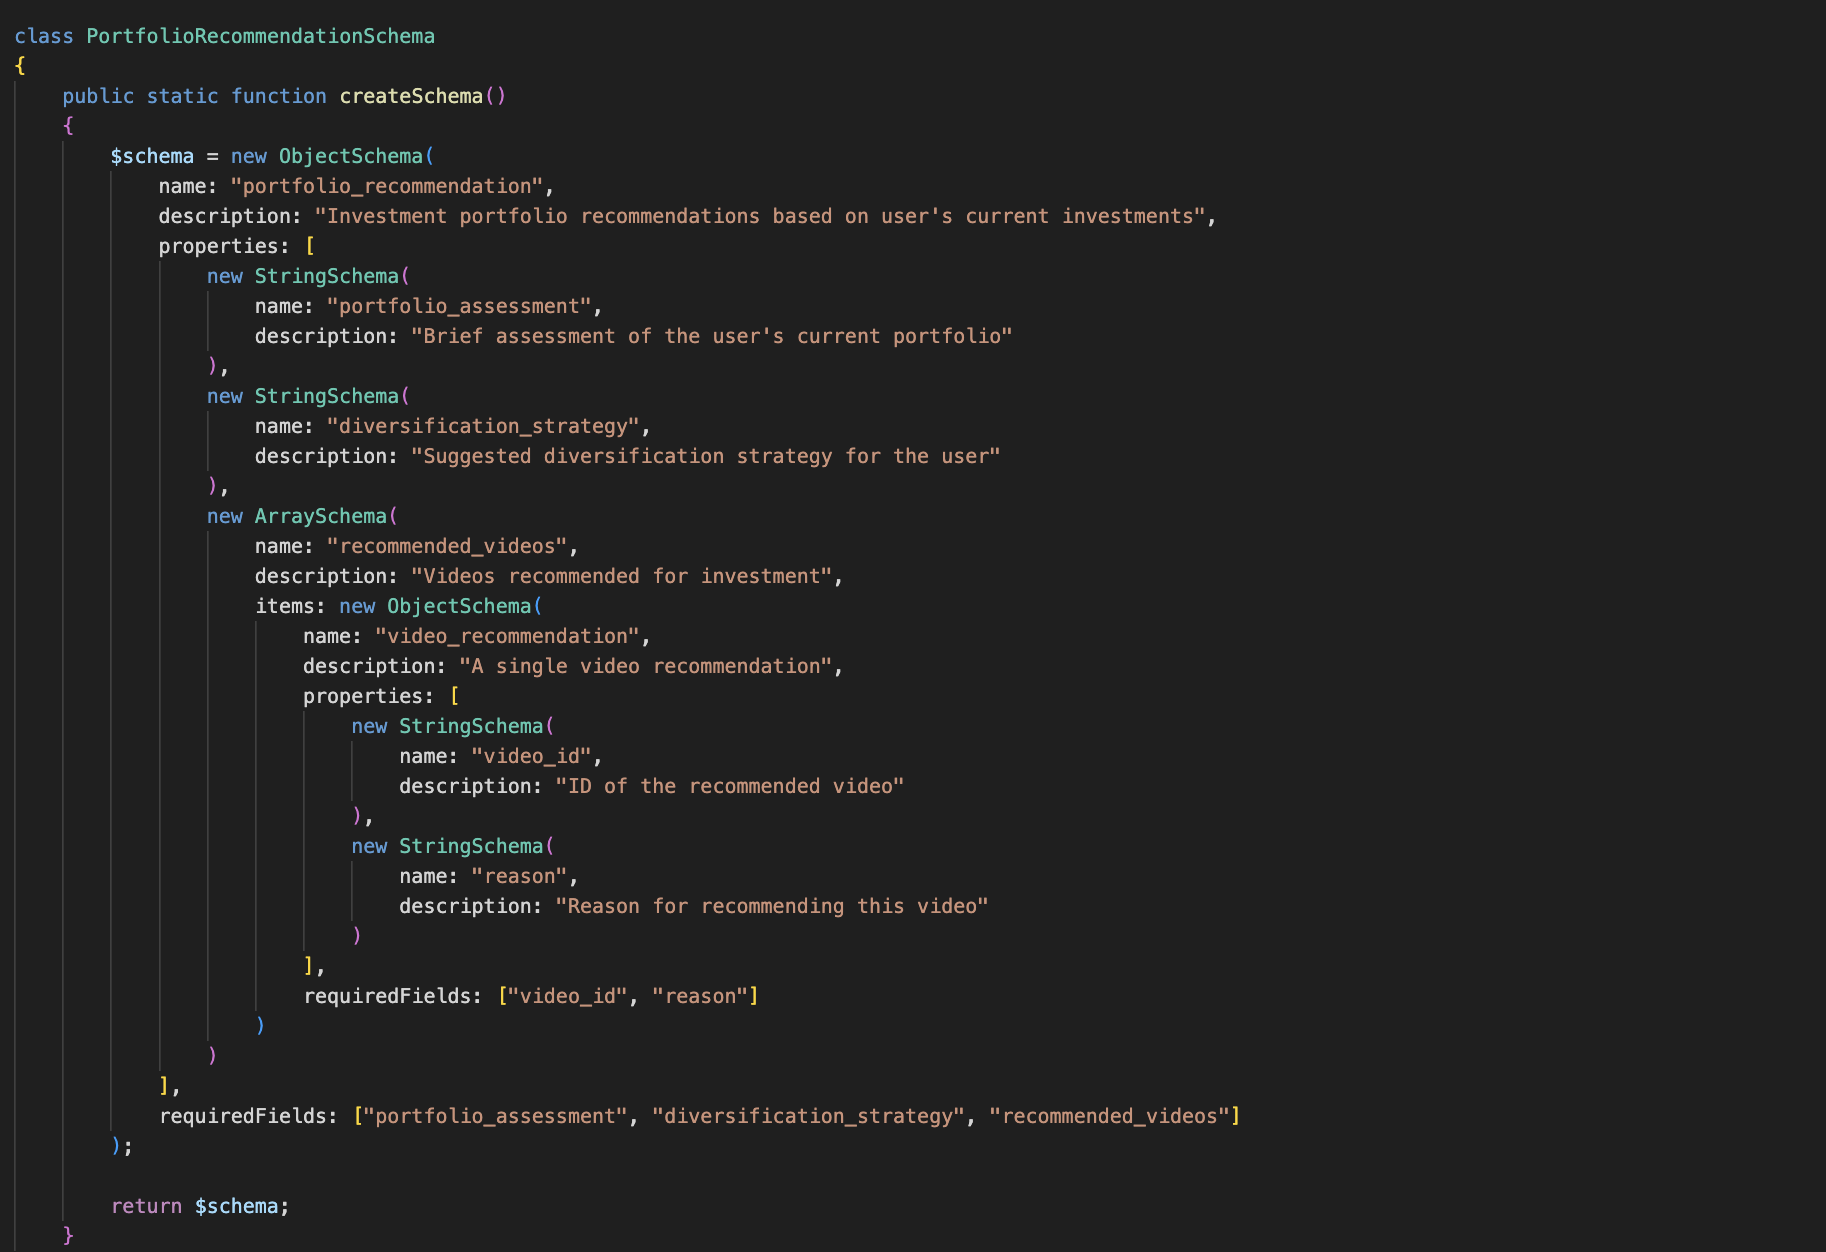 class PortfolioRecommendationSchema
{
    public static function createSchema()
    {
        $schema = new ObjectSchema(
            name: "portfolio_recommendation",
            description: "Investment portfolio recommendations based on user's current investments",
            properties: [
                new StringSchema(
                    name: "portfolio_assessment",
                    description: "Brief assessment of the user's current portfolio"
                ),
                new StringSchema(
                    name: "diversification_strategy",
                    description: "Suggested diversification strategy for the user"
                ),
                new ArraySchema(
                    name: "recommended_videos",
                    description: "Videos recommended for investment",
                    items: new ObjectSchema(
                        name: "video_recommendation",
                        description: "A single video recommendation",
                        properties: [
                            new StringSchema(
                                name: "video_id",
                                description: "ID of the recommended video"
                            ),
                            new StringSchema(
                                name: "reason",
                                description: "Reason for recommending this video"
                            )
                        ],
                        requiredFields: ["video_id", "reason"]
                    )
                )
            ],
            requiredFields: ["portfolio_assessment", "diversification_strategy", "recommended_videos"]
        );

        return $schema;
    }